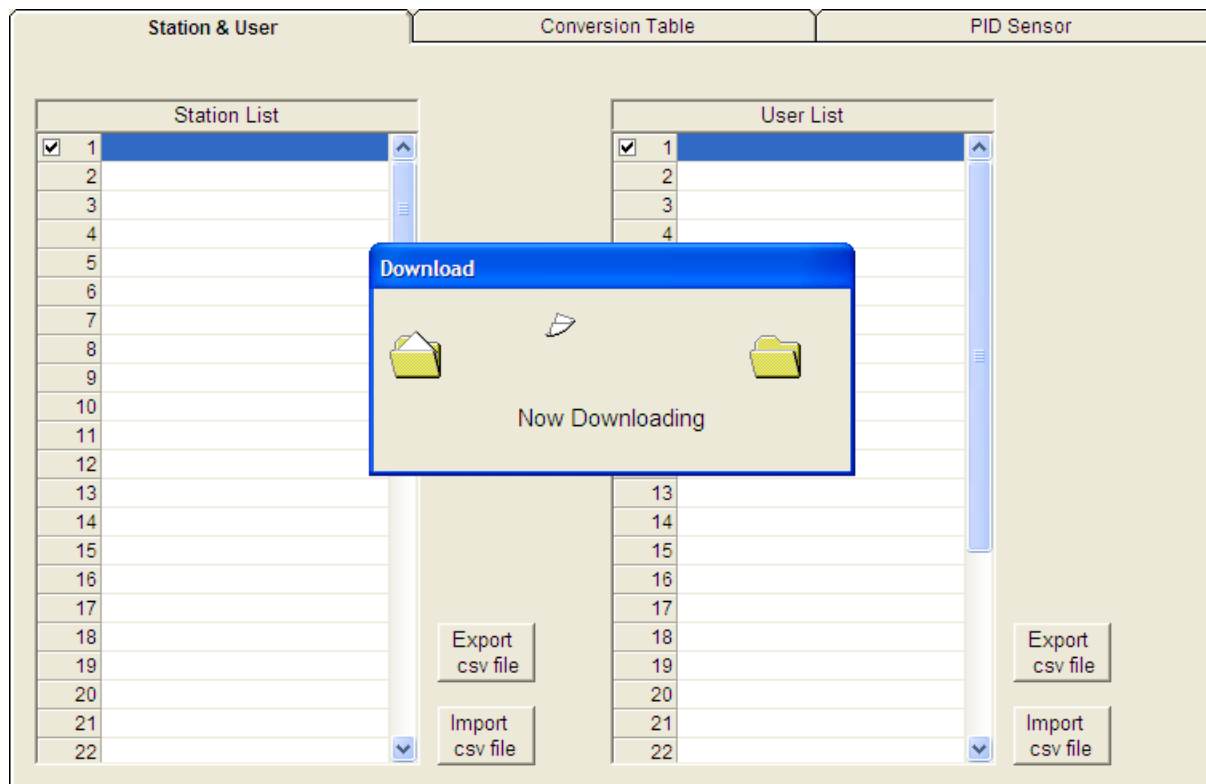 Station & User
Conversion Table
PID Sensor
Station List
1
2
3
4
5
6
7
8
9
10
11
12
13
14
15
16
17
18
19
20
21
22
Export
csv file
Import
csv file
User List
1
2
3
4
13
14
15
16
17
18
19
20
21
22
Export
csv file
Import
csv file
Download
Now Downloading